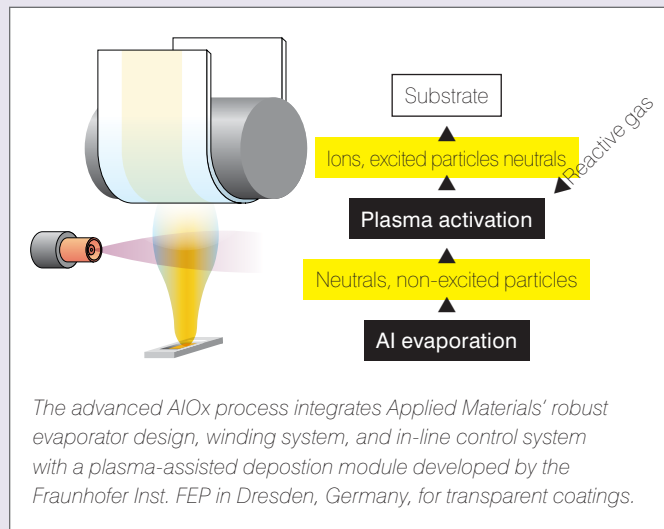 Substrate
Ions, excited particles neutrals
Reactive gas
Plasma activation
Neutrals, non-excited particles
Al evaporation
The advanced AlOx process integrates Applied Materials' robust
evaporator design, winding system, and in-line control system
with a plasma-assisted depostion module developed by the
Fraunhofer Inst. FEP in Dresden, Germany, for transparent coatings.